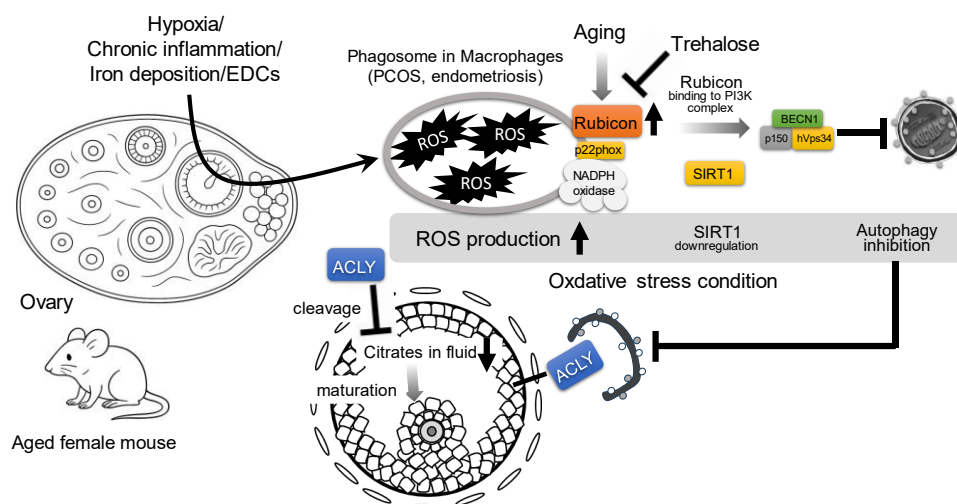 Hypoxia/
Chronic inflammation/
Iron deposition/EDCs
Ovary
Aged female mouse
Phagosome in Macrophages
(PCOS, endometriosis)
ROS
ROS
ROS
Aging
Trehalose
Rubicon
p22phox
NADPH
oxidase
Rubicon
binding to PI3K
complex
BECN1
p150
hVps34
SIRT1
ROS production
SIRT1
downregulation
Autophagy
inhibition
Oxdative stress condition
ACLY
cleavage
Citrates in fluid
maturation
ACLY